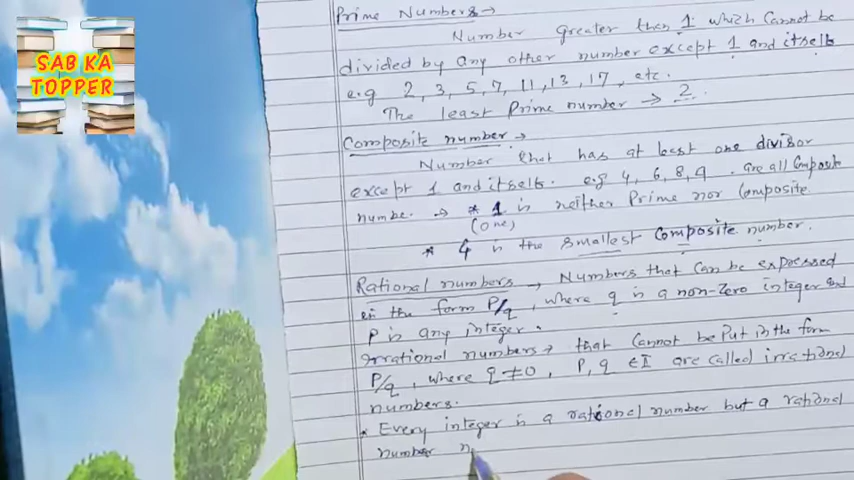 SAB KA
TOPPER
Prime Numbers →
Number greater then 1 which Cannot be
divided by any other number except 1 and itself
e.g 2, 3, 5, 7, 11, 13, 17, etc.
The least Prime number → 2.
Composite number →
Number that has at least one divisor
except 1 and itself. e.g 4, 6, 8, 9. are all Composite
numbe. → * 1 is neither Prime nor Composite
(one)
* 4 is the smallest Composite number.
Rational numbers → Numbers that can be expressed
in the form P/q, where q is a non-zero integer and
P is any integer.
irrational numbers → that Cannot be Put in the form
P/q, where q ≠ 0, P, q ∈ I are called irrational
numbers.
* Every integer is a rational number but a rational
number n